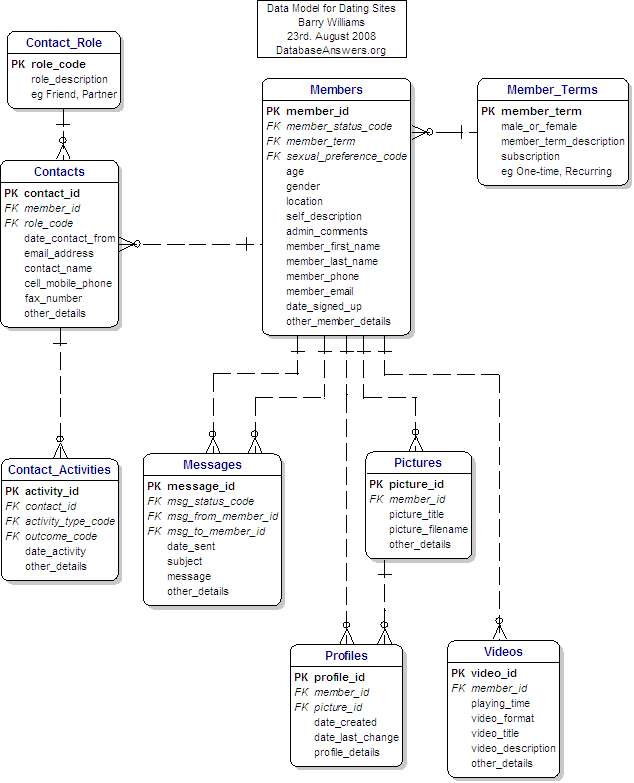 Data Model for Dating Sites
Barry Williams
23rd. August 2008
DatabaseAnswers.org
Contact_Role
PK role_code
role_description
eg Friend, Partner
Members
PK member_id
FK member_status_code
FK member_term
FK sexual_preference_code
age
gender
location
self_description
admin_comments
member_first_name
member_last_name
member_phone
member_email
date_signed_up
other_member_details
Member_Terms
PK member_term
male_or_female
member_term_description
subscription
eg One-time, Recurring
Contacts
PK contact_id
FK member_id
FK role_code
date_contact_from
email_address
contact_name
cell_mobile_phone
fax_number
other_details
Contact_Activities
PK activity_id
FK contact_id
FK activity_type_code
FK outcome_code
date_activity
other_details
Messages
PK message_id
FK msg_status_code
FK msg_from_member_id
FK msg_to_member_id
date_sent
subject
message
other_details
Pictures
PK picture_id
FK member_id
picture_title
picture_filename
other_details
Profiles
PK profile_id
FK member_id
FK picture_id
date_created
date_last_change
profile_details
Videos
PK video_id
FK member_id
playing_time
video_format
video_title
video_description
other_details